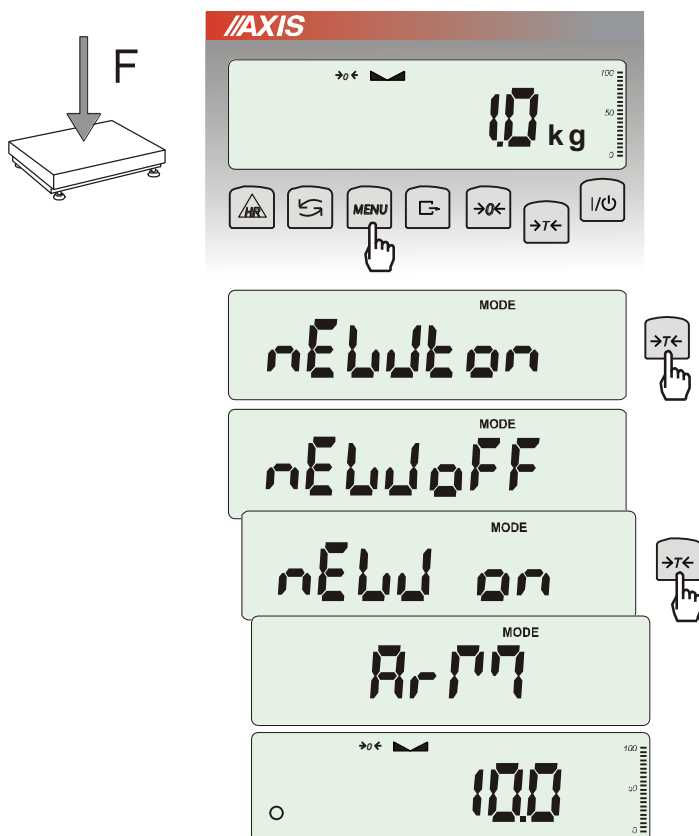 //AXIS
F
→0← 100
1.0 kg 50
0
HR MENU →0← →T← I/⏻
MODE
nEWton →T←
MODE
nEWoFF
MODE
nEW on →T←
MODE
ArM
→0← 100
10.0 50
0